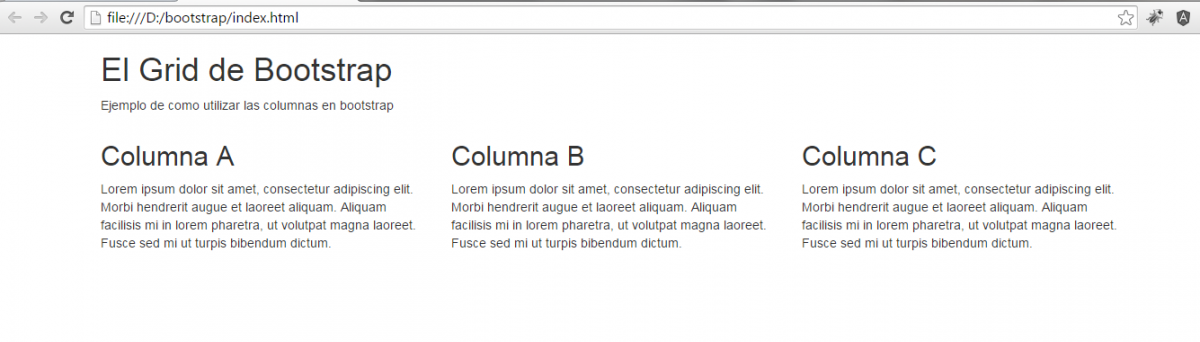 file:///D:/bootstrap/index.html
El Grid de Bootstrap
Ejemplo de como utilizar las columnas en bootstrap
Columna A
Lorem ipsum dolor sit amet, consectetur adipiscing elit.
Morbi hendrerit augue et laoreet aliquam. Aliquam
facilisis mi in lorem pharetra, ut volutpat magna laoreet.
Fusce sed mi ut turpis bibendum dictum.
Columna B
Lorem ipsum dolor sit amet, consectetur adipiscing elit.
Morbi hendrerit augue et laoreet aliquam. Aliquam
facilisis mi in lorem pharetra, ut volutpat magna laoreet.
Fusce sed mi ut turpis bibendum dictum.
Columna C
Lorem ipsum dolor sit amet, consectetur adipiscing elit.
Morbi hendrerit augue et laoreet aliquam. Aliquam
facilisis mi in lorem pharetra, ut volutpat magna laoreet.
Fusce sed mi ut turpis bibendum dictum.